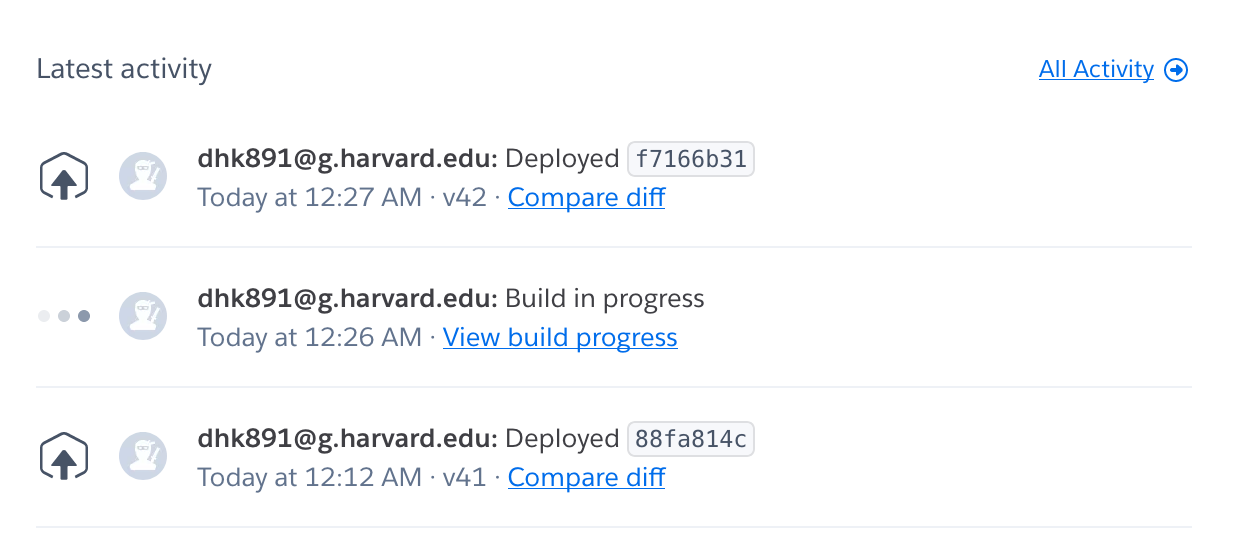 Latest activity
All Activity
dhk891@g.harvard.edu: Deployed f7166b31
Today at 12:27 AM · v42 · Compare diff
dhk891@g.harvard.edu: Build in progress
Today at 12:26 AM · View build progress
dhk891@g.harvard.edu: Deployed 88fa814c
Today at 12:12 AM · v41 · Compare diff